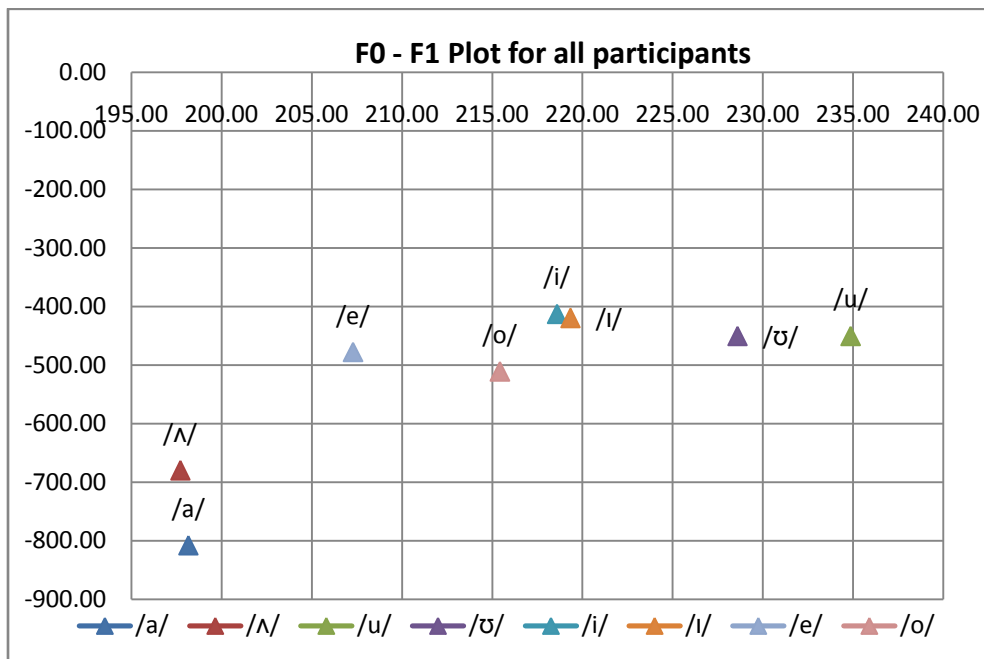 F0 - F1 Plot for all participants
0.00
195.00 200.00 205.00 210.00 215.00 220.00 225.00 230.00 235.00 240.00
-100.00
-200.00
-300.00
/i/
-400.00
/u/
/e/
/o/
/ɪ/
/ʊ/
-500.00
-600.00
/ʌ/
-700.00
/a/
-800.00
-900.00
/a/ /ʌ/ /u/ /ʊ/ /i/ /ɪ/ /e/ /o/